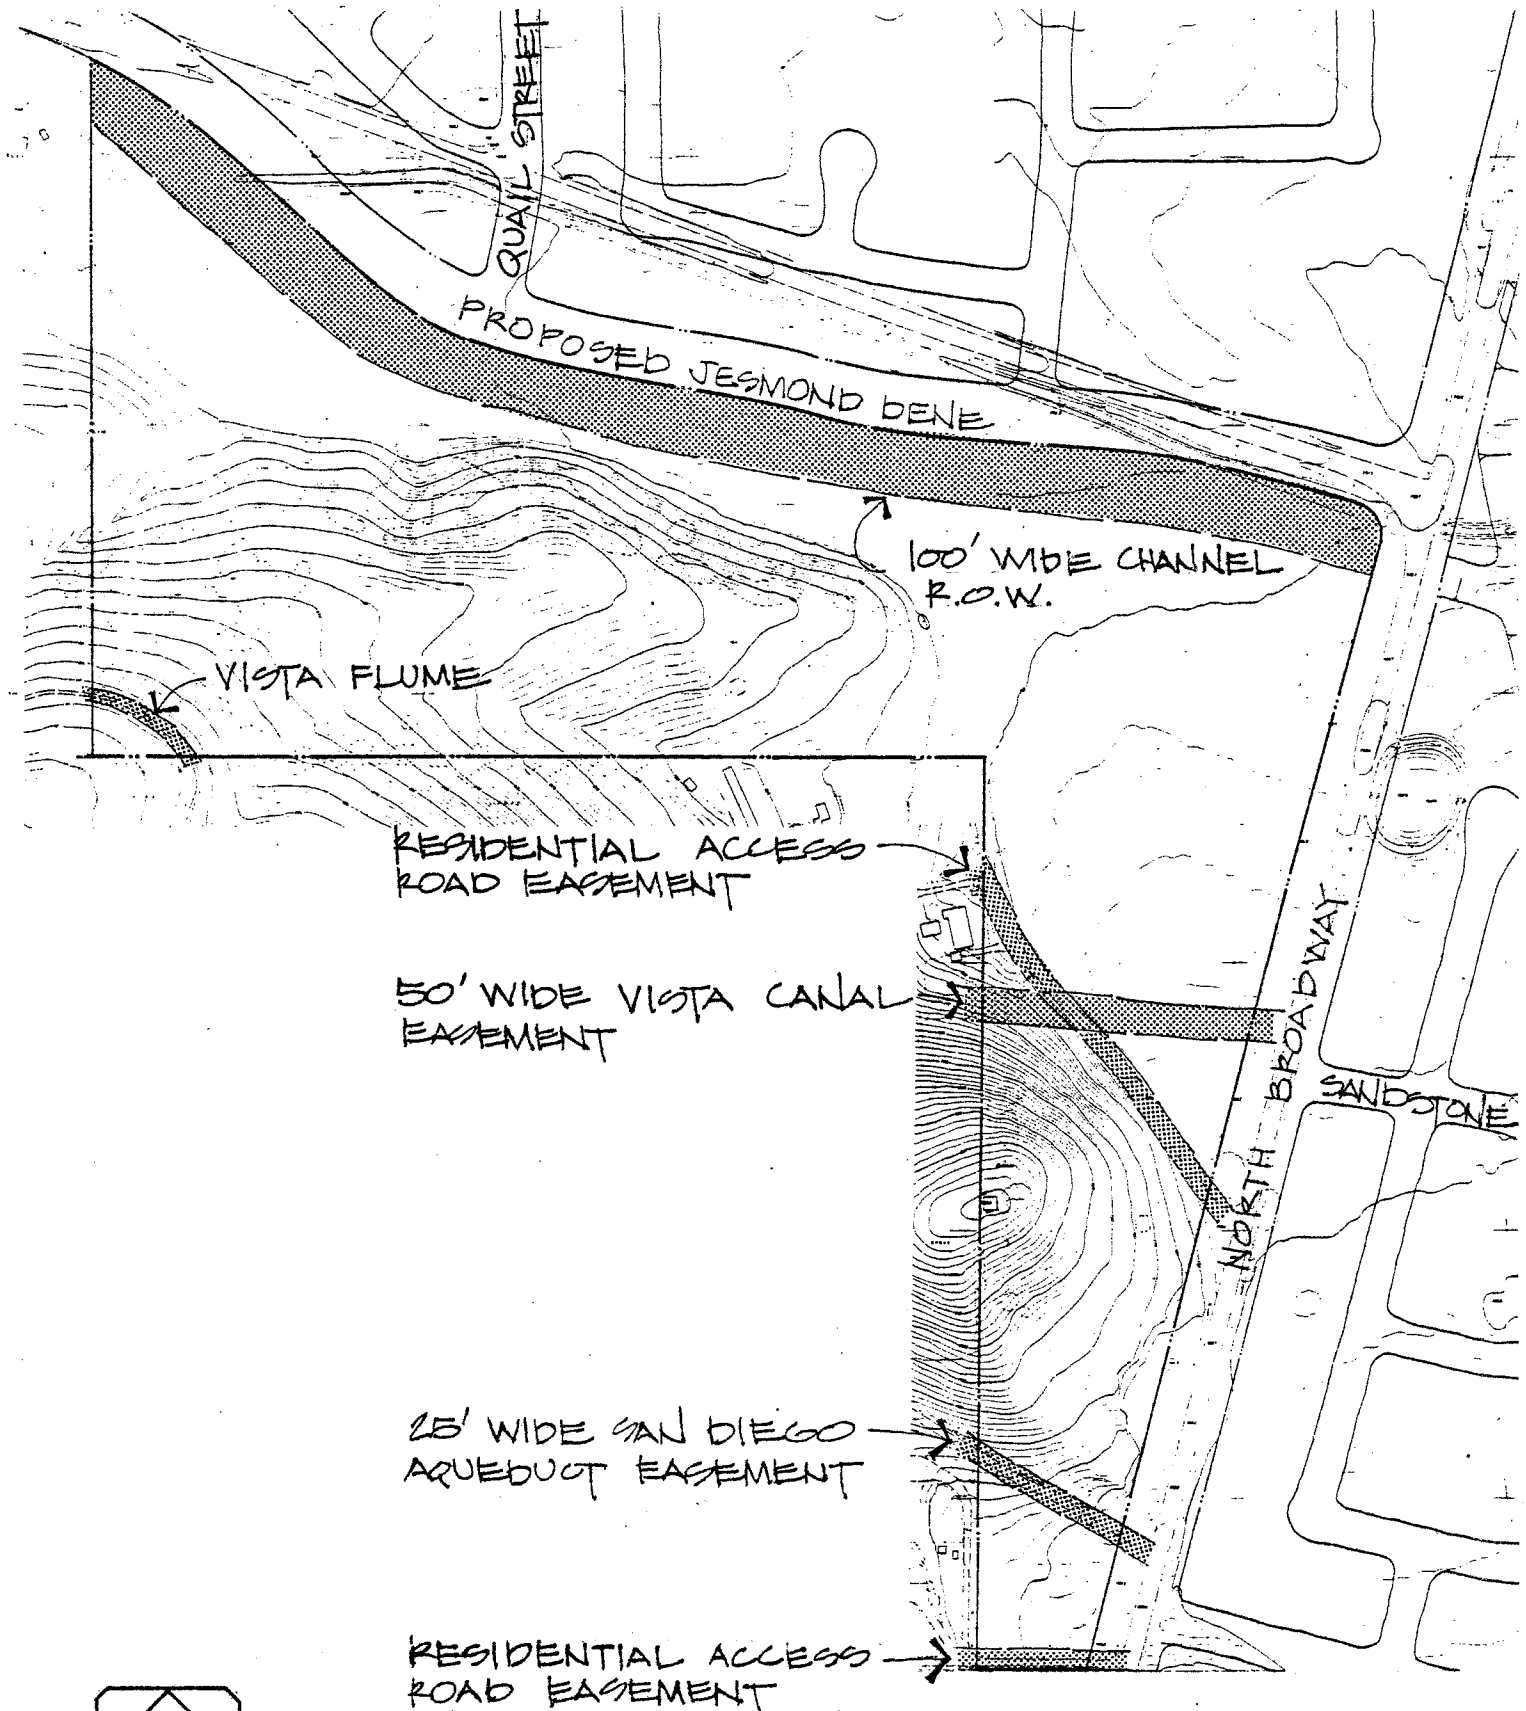 QUAIL STREET
PROPOSED JESMOND DENE
100' WIDE CHANNEL
R.O.W.
VISTA FLUME
RESIDENTIAL ACCESS
ROAD EASEMENT
50' WIDE VISTA CANAL
EASEMENT
NORTH BROADWAY
SANDSTONE
25' WIDE SAN DIEGO
AQUEDUCT EASEMENT
RESIDENTIAL ACCESS
ROAD EASEMENT